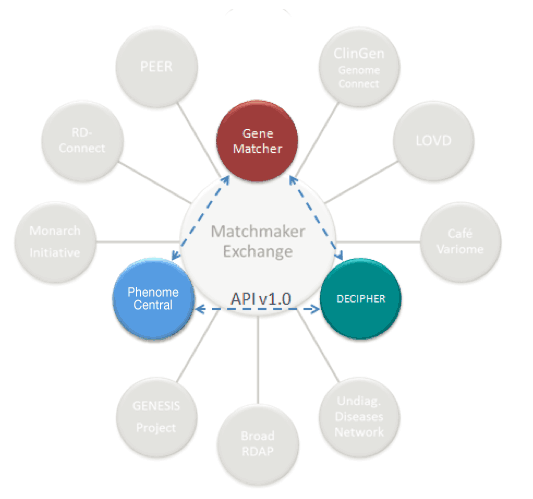 PEER
ClinGen
Genome
Connect
Gene
Matcher
RD-
Connect
LOVD
Matchmaker
Exchange
Monarch
Initiative
Café
Variome
Phenome
Central
API v1.0
DECIPHER
GENESIS
Project
Undiag.
Diseases
Network
Broad
RDAP